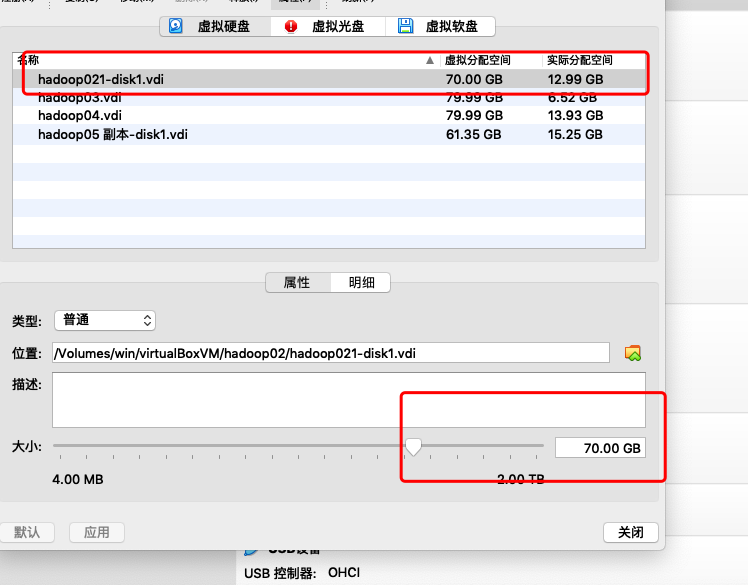 虚拟硬盘 虚拟光盘 虚拟软盘
名称 虚拟分配空间 实际分配空间
hadoop021-disk1.vdi 70.00 GB 12.99 GB
hadoop03.vdi 79.99 GB 6.52 GB
hadoop04.vdi 79.99 GB 13.93 GB
hadoop05 副本-disk1.vdi 61.35 GB 15.25 GB
属性 明细
类型: 普通
位置: /Volumes/win/virtualBoxVM/hadoop02/hadoop021-disk1.vdi
描述:
大小: 70.00 GB
4.00 MB 2.00 TB
默认 应用 关闭
USB设备
USB 控制器: OHCI